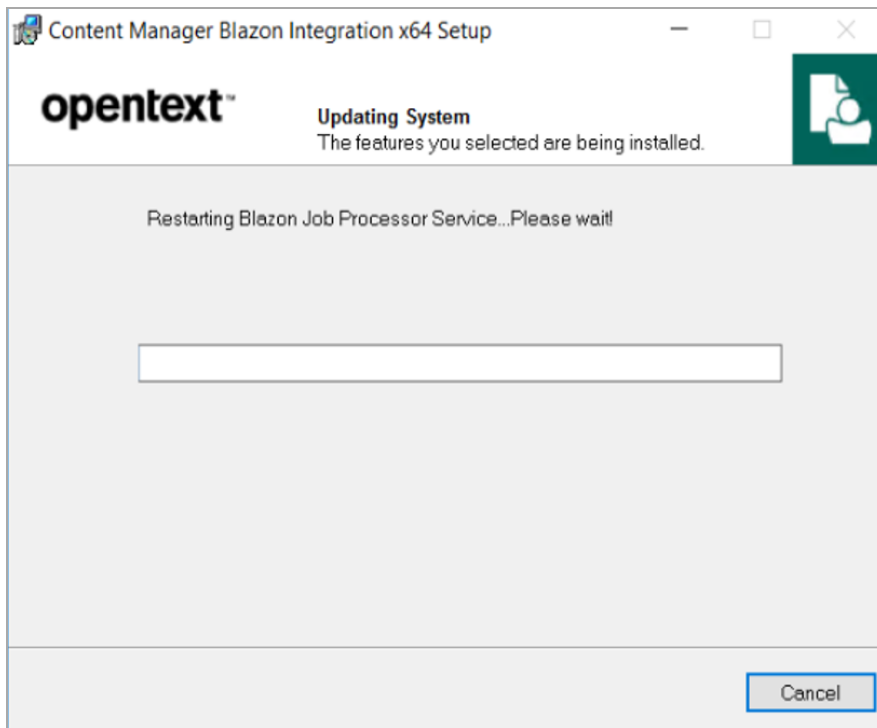 Content Manager Blazon Integration x64 Setup
opentext™
Updating System
The features you selected are being installed.
Restarting Blazon Job Processor Service...Please wait!
Cancel